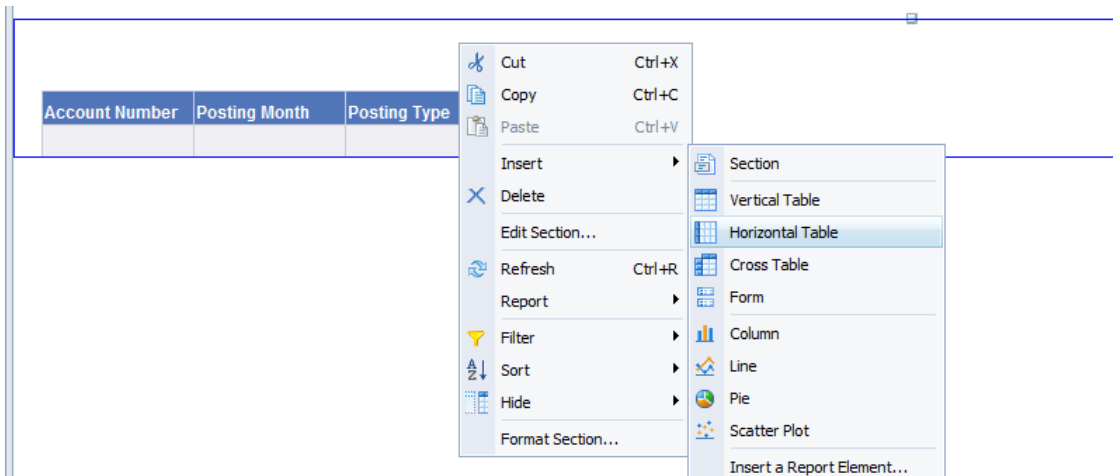 Account Number Posting Month Posting Type
Cut Ctrl+X
Copy Ctrl+C
Paste Ctrl+V
Insert
Delete
Edit Section...
Refresh Ctrl+R
Report
Filter
Sort
Hide
Format Section...
Section
Vertical Table
Horizontal Table
Cross Table
Form
Column
Line
Pie
Scatter Plot
Insert a Report Element...